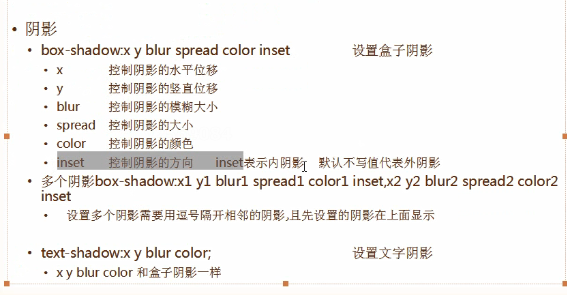 阴影
box-shadow:x y blur spread color inset 设置盒子阴影
x 控制阴影的水平位移
y 控制阴影的竖直位移
blur 控制阴影的模糊大小
spread 控制阴影的大小
color 控制阴影的颜色
inset 控制阴影的方向 inset表示内阴影 默认不写值代表外阴影
多个阴影box-shadow:x1 y1 blur1 spread1 color1 inset,x2 y2 blur2 spread2 color2
inset
设置多个阴影需要用逗号隔开相邻的阴影,且先设置的阴影在上面显示
text-shadow:x y blur color; 设置文字阴影
x y blur color 和盒子阴影一样